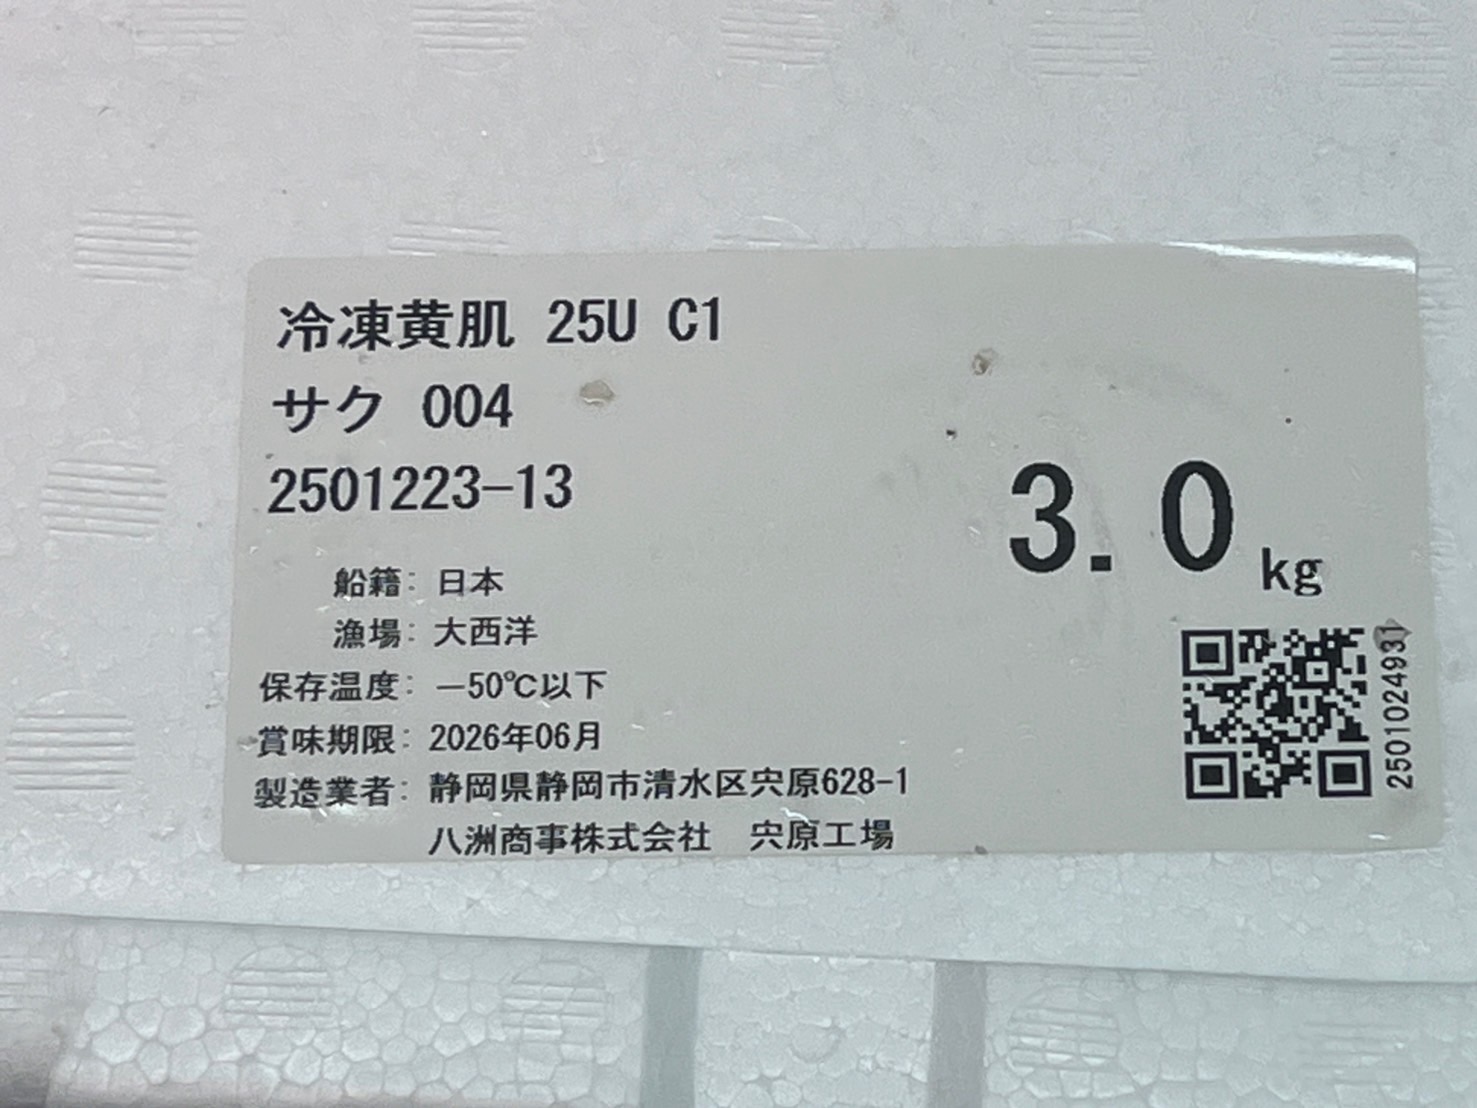 冷凍黄肌 25U C1
サク 004
2501223-13
3.0 kg
船籍: 日本
漁場: 大西洋
保存温度: －50℃以下
賞味期限: 2026年06月
製造業者: 静岡県静岡市清水区宍原628-1
八洲商事株式会社 宍原工場
2501024931